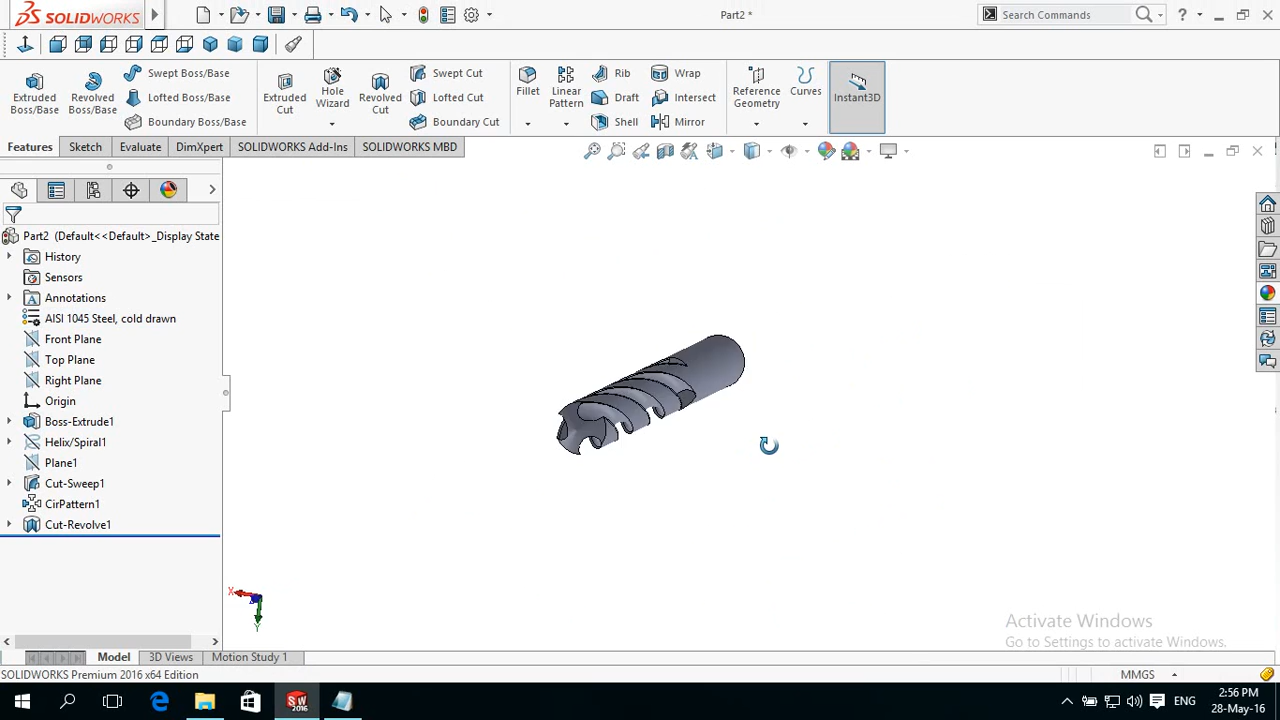 SOLIDWORKS
Part2 *
Search Commands
?
Extruded Boss/Base
Revolved Boss/Base
Swept Boss/Base
Lofted Boss/Base
Boundary Boss/Base
Extruded Cut
Hole Wizard
Revolved Cut
Swept Cut
Lofted Cut
Boundary Cut
Fillet
Linear Pattern
Rib
Draft
Shell
Wrap
Intersect
Mirror
Reference Geometry
Curves
Instant3D
Features Sketch Evaluate DimXpert SOLIDWORKS Add-Ins SOLIDWORKS MBD
Part2 (Default<<Default>_Display State
History
Sensors
Annotations
AISI 1045 Steel, cold drawn
Front Plane
Top Plane
Right Plane
Origin
Boss-Extrude1
Helix/Spiral1
Plane1
Cut-Sweep1
CirPattern1
Cut-Revolve1
X
Y
Activate Windows
Go to Settings to activate Windows.
Model 3D Views Motion Study 1
SOLIDWORKS Premium 2016 x64 Edition
MMGS
SW
2016
ENG
2:56 PM
28-May-16